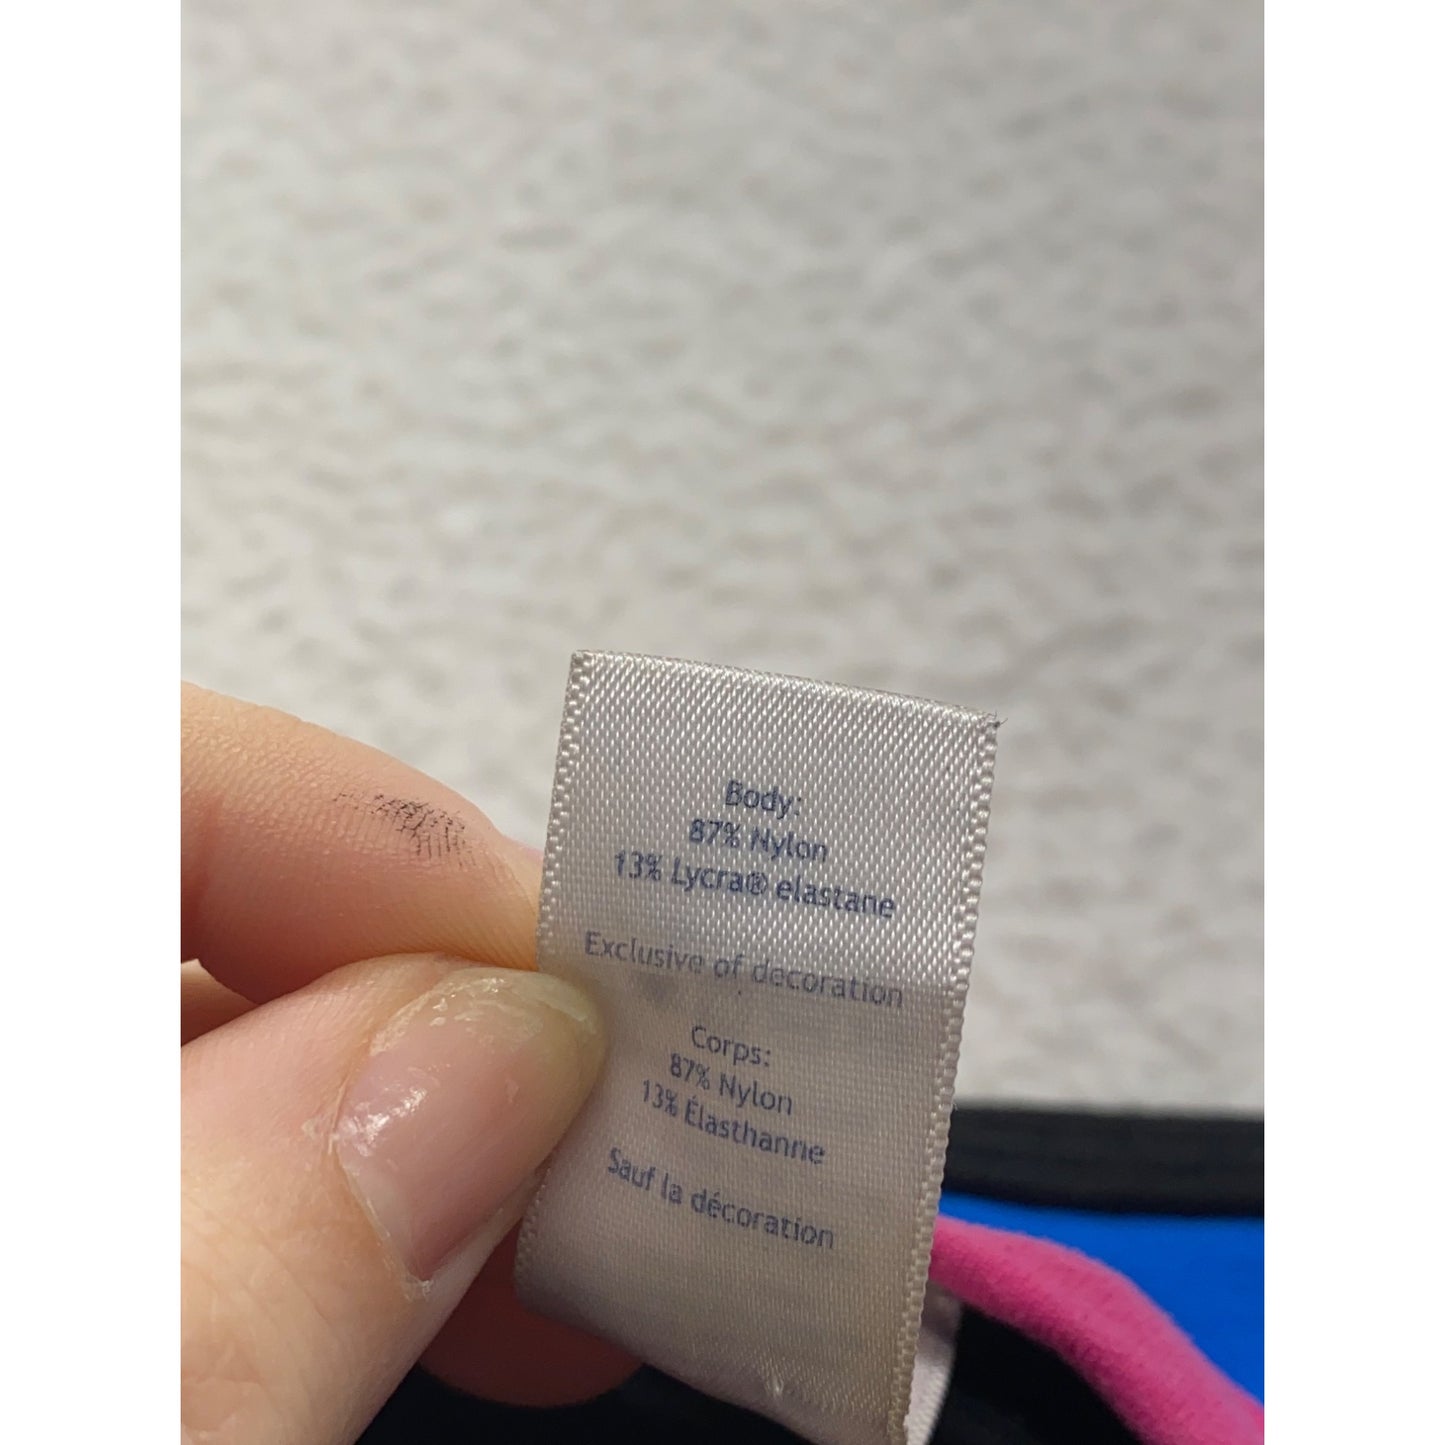 Body:
87% Nylon
13% Lycra® elastane
Exclusive of decoration
Corps:
87% Nylon
13% Élasthanne
Sauf la décoration